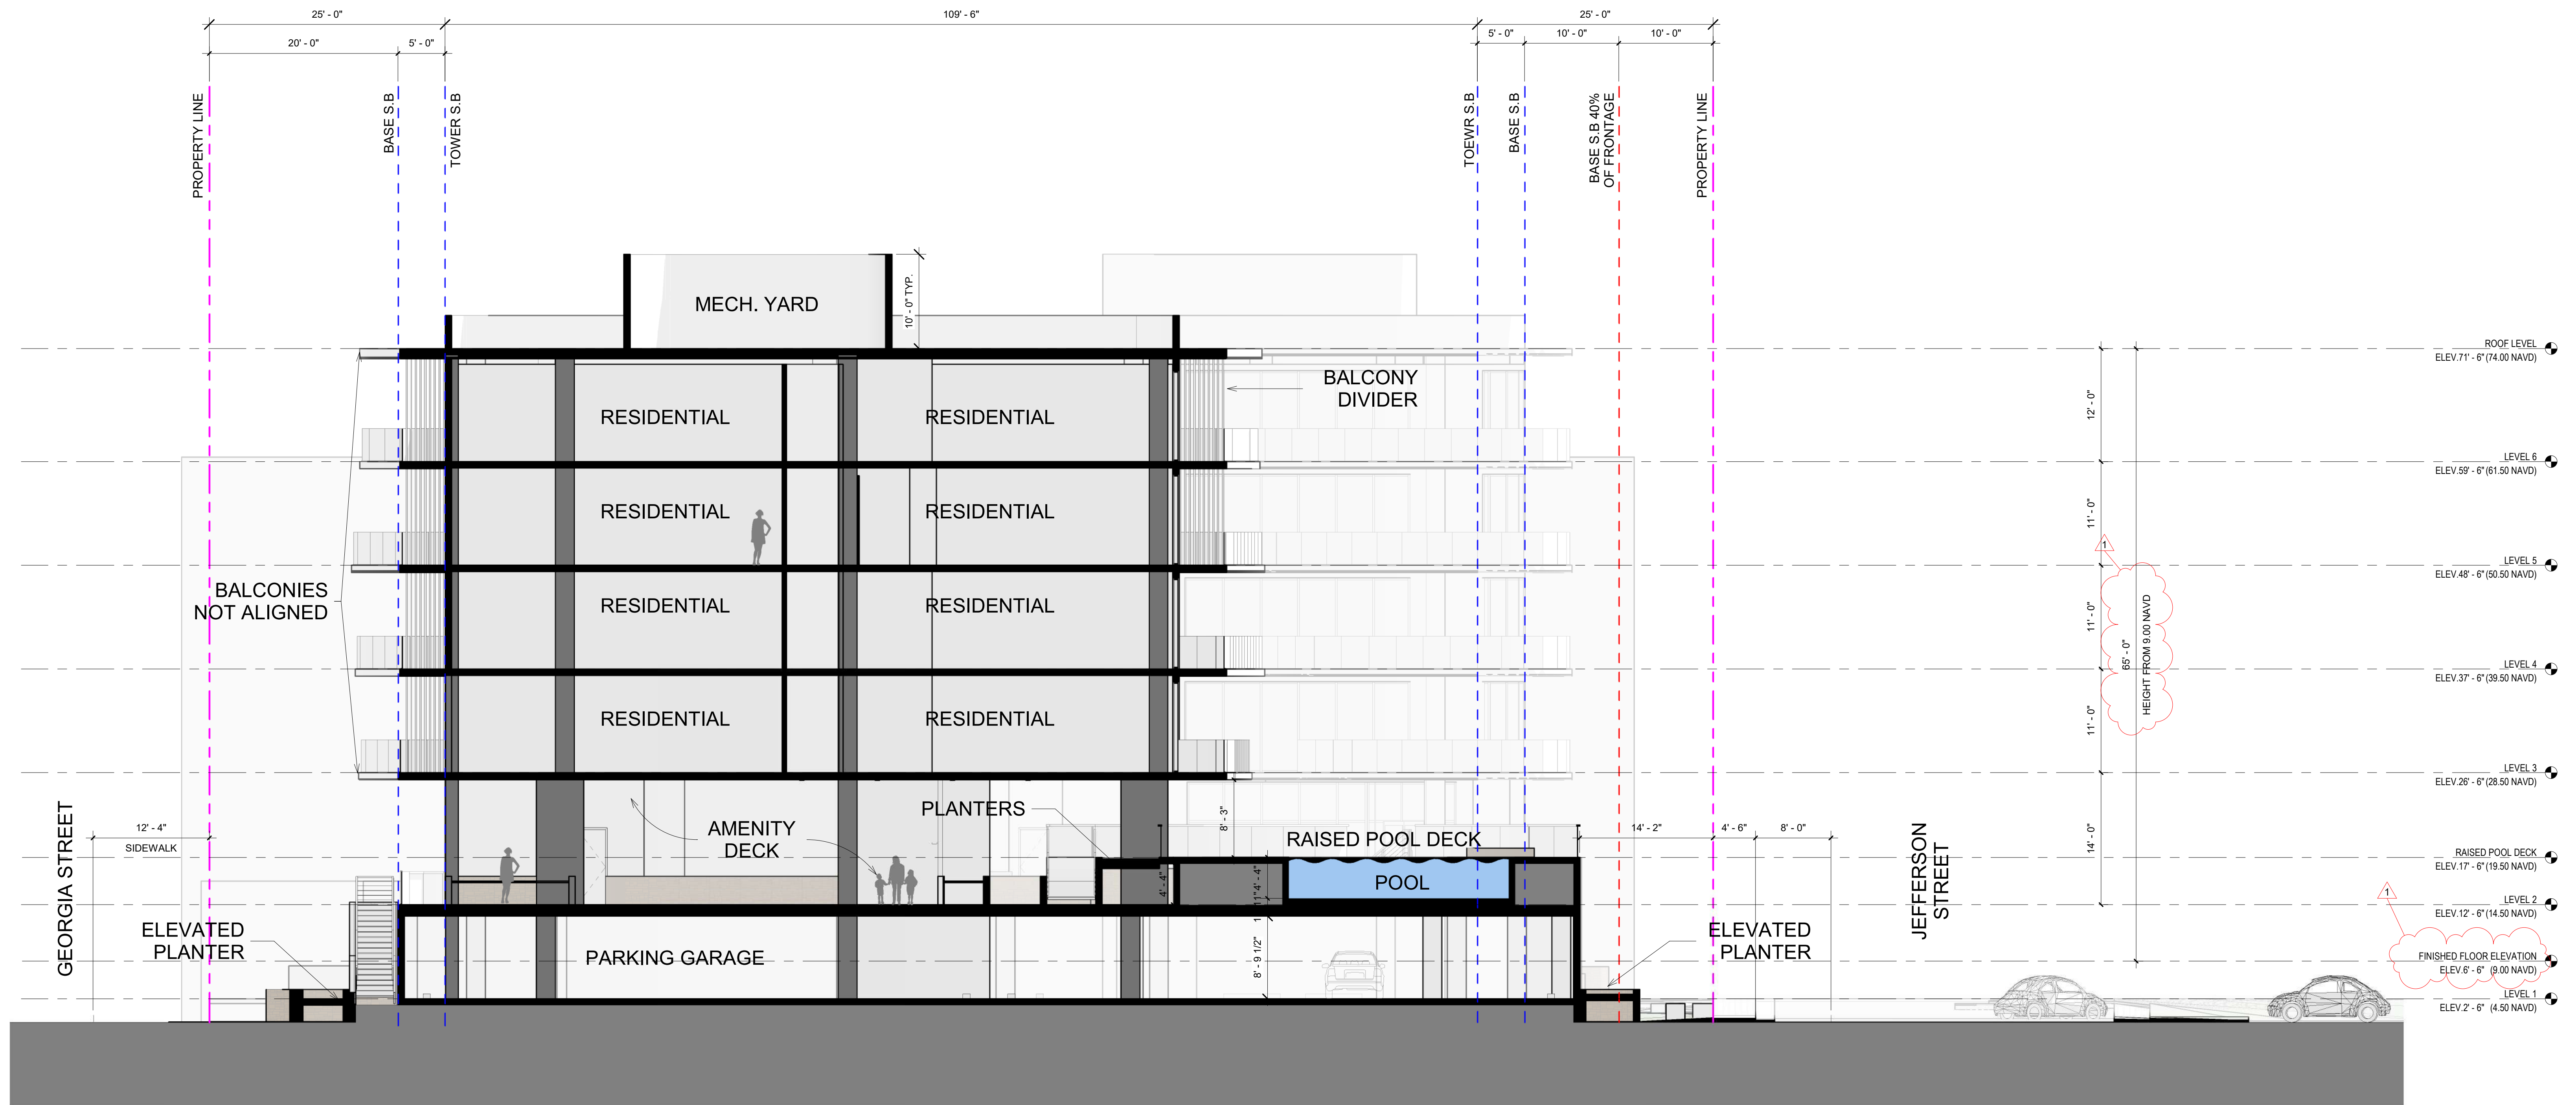 25' - 0"
109' - 6"
25' - 0"
20' - 0"
5' - 0"
5' - 0"
10' - 0"
10' - 0"
PROPERTY LINE
BASE S.B
TOWER S.B
TOEWR S.B
BASE S.B
BASE S.B 40%
OF FRONTAGE
PROPERTY LINE
MECH. YARD
10' - 0" TYP.
ROOF LEVEL
ELEV.71' - 6" (74.00 NAVD)
BALCONY
DIVIDER
RESIDENTIAL
RESIDENTIAL
12' - 0"
LEVEL 6
ELEV.59' - 6" (61.50 NAVD)
RESIDENTIAL
RESIDENTIAL
11' - 0"
1
LEVEL 5
ELEV.48' - 6" (50.50 NAVD)
BALCONIES
NOT ALIGNED
RESIDENTIAL
RESIDENTIAL
11' - 0"
65' - 0"
HEIGHT FROM 9.00 NAVD
LEVEL 4
ELEV.37' - 6" (39.50 NAVD)
RESIDENTIAL
RESIDENTIAL
11' - 0"
LEVEL 3
ELEV.26' - 6" (28.50 NAVD)
GEORGIA STREET
12' - 4"
SIDEWALK
AMENITY
DECK
PLANTERS
8' - 3"
RAISED POOL DECK
14' - 2"
4' - 6"
8' - 0"
14' - 0"
RAISED POOL DECK
ELEV.17' - 6" (19.50 NAVD)
4' - 4"
4' - 4"
POOL
JEFFERSON
STREET
1
LEVEL 2
ELEV.12' - 6" (14.50 NAVD)
ELEVATED
PLANTER
PARKING GARAGE
8' - 9 1/2"
ELEVATED
PLANTER
FINISHED FLOOR ELEVATION
ELEV.6' - 6" (9.00 NAVD)
LEVEL 1
ELEV.2' - 6" (4.50 NAVD)